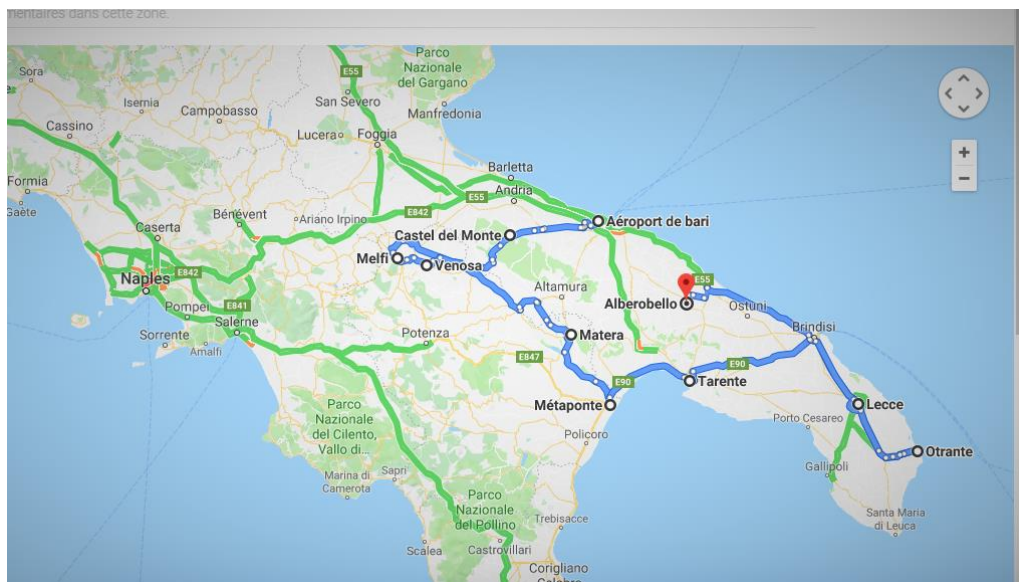 mentaires dans cette zone.
Parco
Nazionale
del Gargano
E55
Sora
Isernia
San Severo
Campobasso
Manfredonia
Cassino
Lucera
Foggia
Barletta
Formia
Andria
E55
Gaète
Bénévent
Ariano Irpino
E842
Aéroport de bari
Caserta
Castel del Monte
Melfi
Venosa
Naples
E842
Altamura
E55
Pompei
E841
Alberobello
Ostuni
Salerne
Brindisi
Sorrente
Amalfi
Potenza
Matera
E847
E90
E90
Tarente
Parco
Nazionale
del Cilento,
Vallo di...
Métaponte
Lecce
Porto Cesareo
Policoro
Otrante
Marina di
Camerota
Sapri
Gallipoli
Parco
Nazionale
del Pollino
Trebisacce
Santa Maria
di Leuca
Scalea
Castrovillari
Corigliano
Calabro